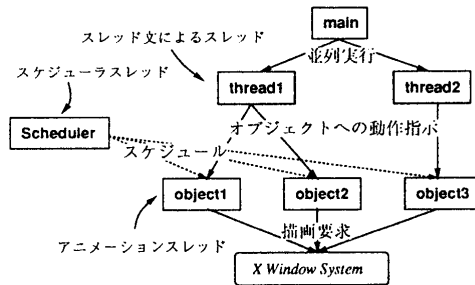 main
スレッド文によるスレッド
並列実行
スケジューラスレッド
thread1
thread2
Scheduler
オブジェクトへの動作指示
スケジュール
object1
object2
object3
描画要求
アニメーションスレッド
X Window System